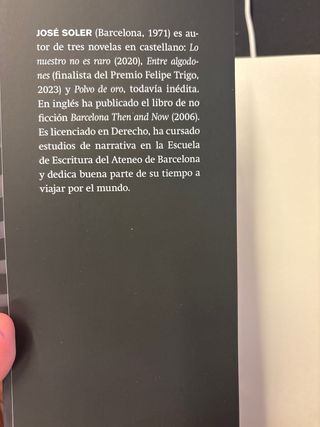 JOSÉ SOLER (Barcelona, 1971) es au-
tor de tres novelas en castellano: Lo
nuestro no es raro (2020), Entre algodo-
nes (finalista del Premio Felipe Trigo,
2023) y Polvo de oro, todavía inédita.
En inglés ha publicado el libro de no
ficción Barcelona Then and Now (2006).
Es licenciado en Derecho, ha cursado
estudios de narrativa en la Escuela
de Escritura del Ateneo de Barcelona
y dedica buena parte de su tiempo a
viajar por el mundo.